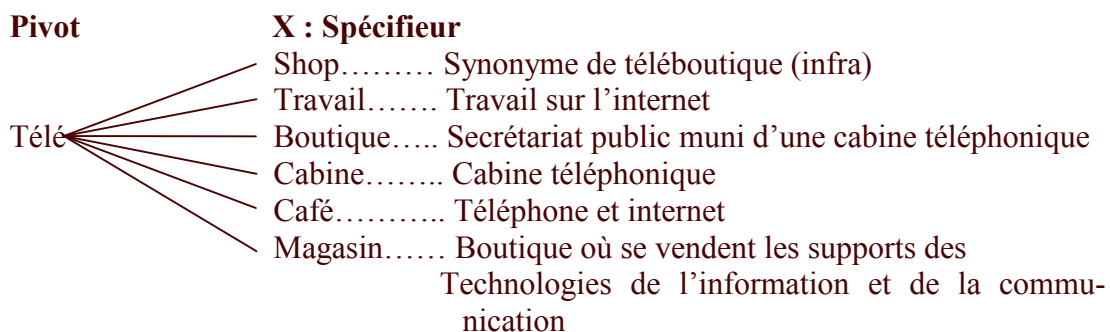 Pivot X : Spécifieur
Shop……… Synonyme de téléboutique (infra)
Travail……. Travail sur l’internet
Télé Boutique….. Secrétariat public muni d’une cabine téléphonique
Cabine…….. Cabine téléphonique
Café……….. Téléphone et internet
Magasin…… Boutique où se vendent les supports des
Technologies de l’information et de la commu-
nication